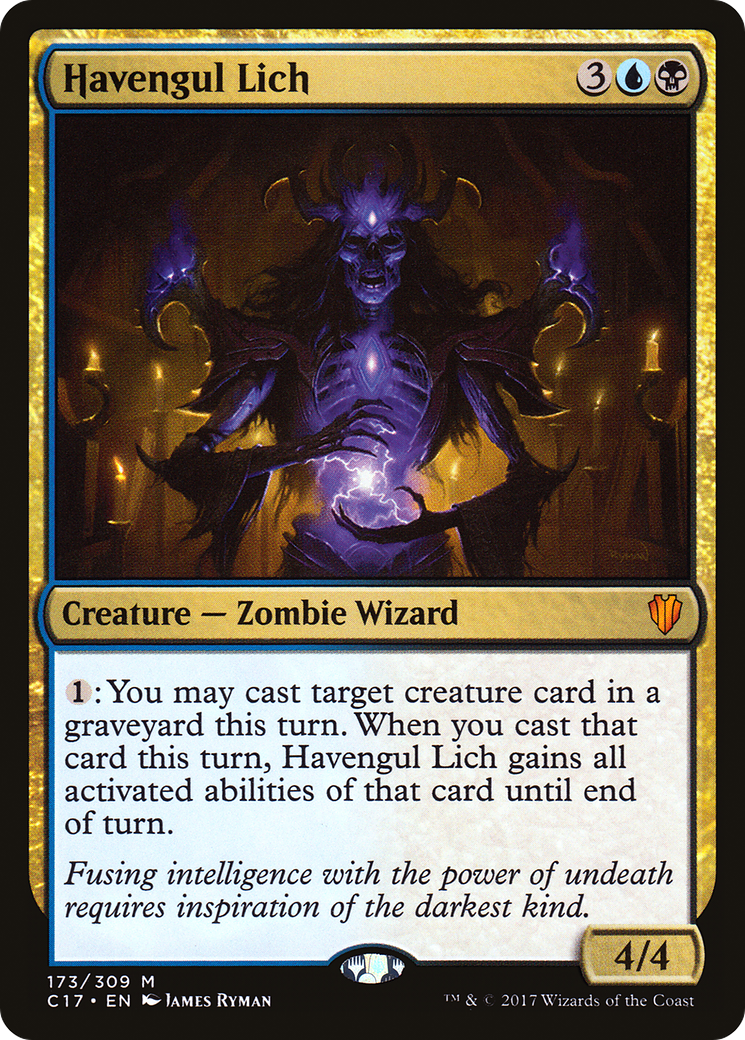 Havengul Lich 3
Ryman
Creature — Zombie Wizard
1: You may cast target creature card in a
graveyard this turn. When you cast that
card this turn, Havengul Lich gains all
activated abilities of that card until end
of turn.
Fusing intelligence with the power of undeath
requires inspiration of the darkest kind.
4/4
173/309 M
C17 • EN James Ryman
™ & © 2017 Wizards of the Coast